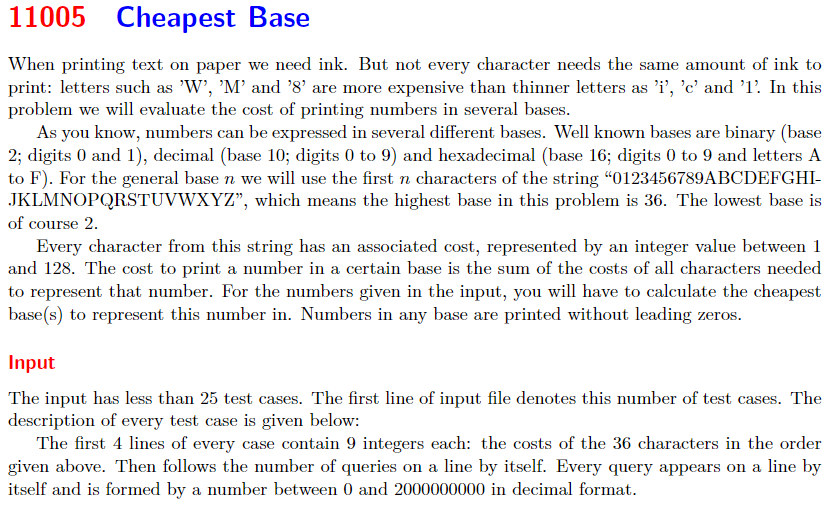 11005 Cheapest Base
When printing text on paper we need ink. But not every character needs the same amount of ink to
print: letters such as ’W’, ’M’ and ’8’ are more expensive than thinner letters as ’i’, ’c’ and ’1’. In this
problem we will evaluate the cost of printing numbers in several bases.
As you know, numbers can be expressed in several different bases. Well known bases are binary (base
2; digits 0 and 1), decimal (base 10; digits 0 to 9) and hexadecimal (base 16; digits 0 to 9 and letters A
to F). For the general base n we will use the first n characters of the string “0123456789ABCDEFGHI-
JKLMNOPQRSTUVWXYZ”, which means the highest base in this problem is 36. The lowest base is
of course 2.
Every character from this string has an associated cost, represented by an integer value between 1
and 128. The cost to print a number in a certain base is the sum of the costs of all characters needed
to represent that number. For the numbers given in the input, you will have to calculate the cheapest
base(s) to represent this number in. Numbers in any base are printed without leading zeros.
Input
The input has less than 25 test cases. The first line of input file denotes this number of test cases. The
description of every test case is given below:
The first 4 lines of every case contain 9 integers each: the costs of the 36 characters in the order
given above. Then follows the number of queries on a line by itself. Every query appears on a line by
itself and is formed by a number between 0 and 2000000000 in decimal format.